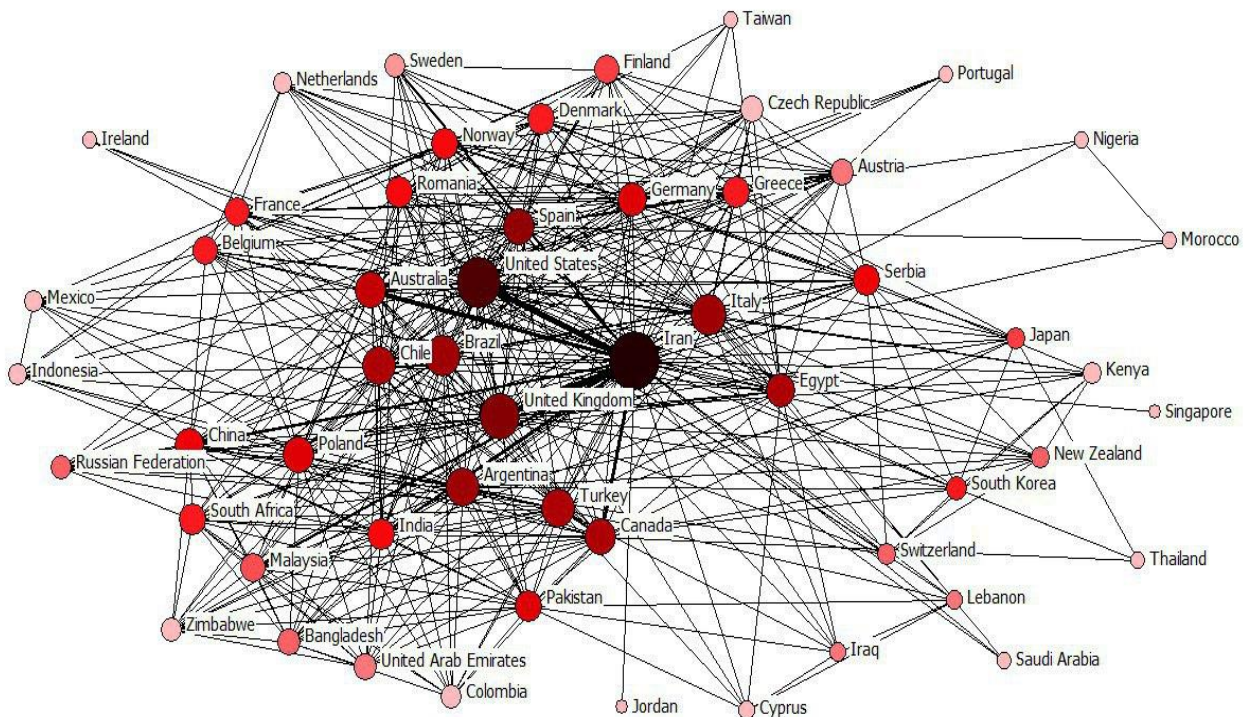 Taiwan
Sweden
Finland
Netherlands
Portugal
Czech Republic
Denmark
Ireland
Norway
Nigeria
Austria
Romania
Germany
Greece
France
Spain
Belgium
Morocco
United States
Australia
Serbia
Mexico
Italy
Iran
Japan
Brazil
Chile
Indonesia
Kenya
Egypt
United Kingdom
Singapore
China
Poland
New Zealand
Russian Federation
Argentina
South Korea
Turkey
South Africa
India
Canada
Switzerland
Malaysia
Thailand
Pakistan
Lebanon
Zimbabwe
Bangladesh
Iraq
United Arab Emirates
Saudi Arabia
Colombia
Jordan
Cyprus